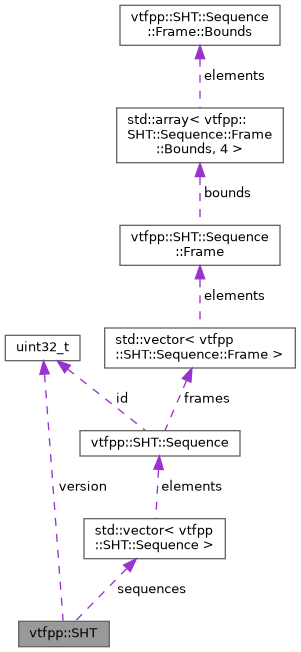 vtfpp::SHT::Sequence
::Frame::Bounds
elements
std::array< vtfpp::
SHT::Sequence::Frame
::Bounds, 4 >
bounds
vtfpp::SHT::Sequence
::Frame
elements
std::vector< vtfpp
::SHT::Sequence::Frame >
uint32_t
id
frames
vtfpp::SHT::Sequence
version
elements
std::vector< vtfpp
::SHT::Sequence >
sequences
vtfpp::SHT